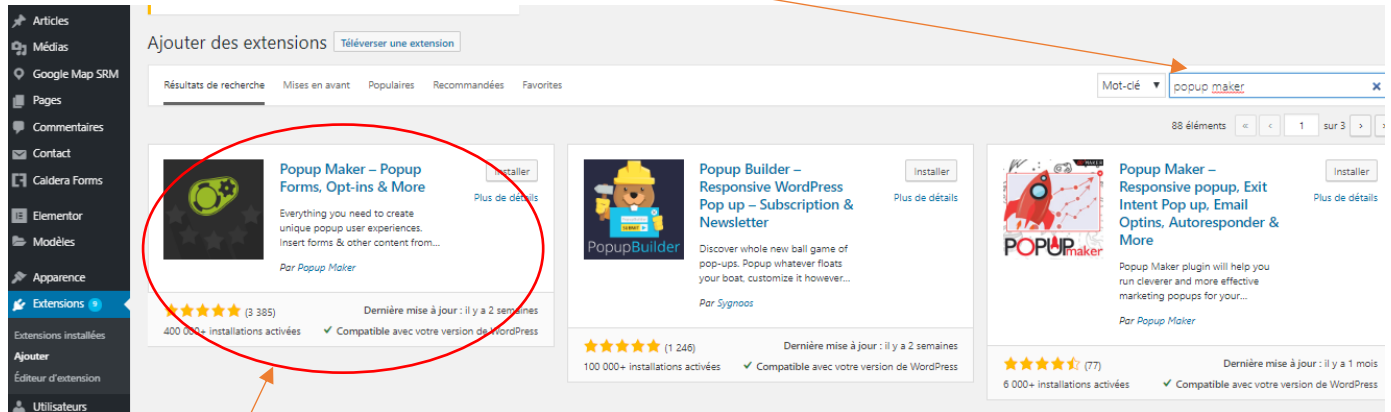 Articles
Médias
Google Map SRM
Pages
Commentaires
Contact
Caldera Forms
Elementor
Modèles
Apparence
Extensions 9
Extensions installées
Ajouter
Éditeur d'extension
Utilisateurs
Ajouter des extensions Téléverser une extension
Résultats de recherche Mises en avant Populaires Recommandées Favorites
Mot-clé ▼ popup maker ×
88 éléments « ‹ 1 sur 3 ›
Popup Maker – Popup
Forms, Opt-ins & More
Installer
Plus de détails
Everything you need to create
unique popup user experiences.
Insert forms & other content from...
Par Popup Maker
(3 385)
Dernière mise à jour : il y a 2 semaines
400 000+ installations activées
✔ Compatible avec votre version de WordPress
SUBMIT
PopupBuilder
Popup Builder –
Responsive WordPress
Pop up – Subscription &
Newsletter
Installer
Plus de détails
Discover whole new ball game of
pop-ups. Popup whatever floats
your boat, customize it however...
Par Sygnoos
(1 246)
Dernière mise à jour : il y a 2 semaines
100 000+ installations activées
✔ Compatible avec votre version de WordPress
POPUPmaker
Popup Maker –
Responsive popup, Exit
Intent Pop up, Email
Optins, Autoresponder &
More
Installer
Plus de détails
Popup Maker plugin will help you
run cleverer and more effective
marketing popups for your...
Par Popup Maker
(77)
Dernière mise à jour : il y a 1 mois
6 000+ installations activées
✔ Compatible avec votre version de WordPress